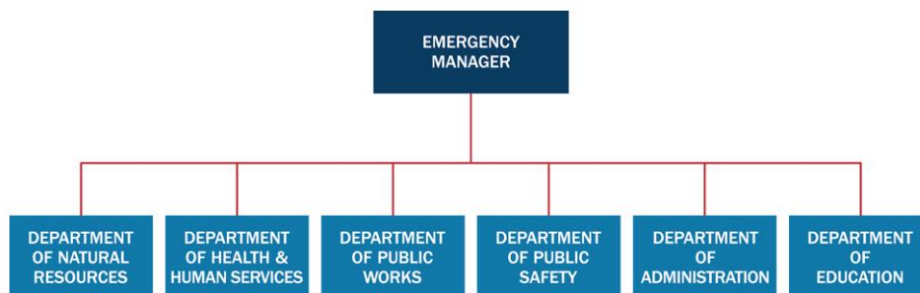 EMERGENCY
MANAGER
DEPARTMENT
OF NATURAL
RESOURCES
DEPARTMENT
OF HEALTH &
HUMAN SERVICES
DEPARTMENT
OF PUBLIC
WORKS
DEPARTMENT
OF PUBLIC
SAFETY
DEPARTMENT
OF
ADMINISTRATION
DEPARTMENT
OF
EDUCATION